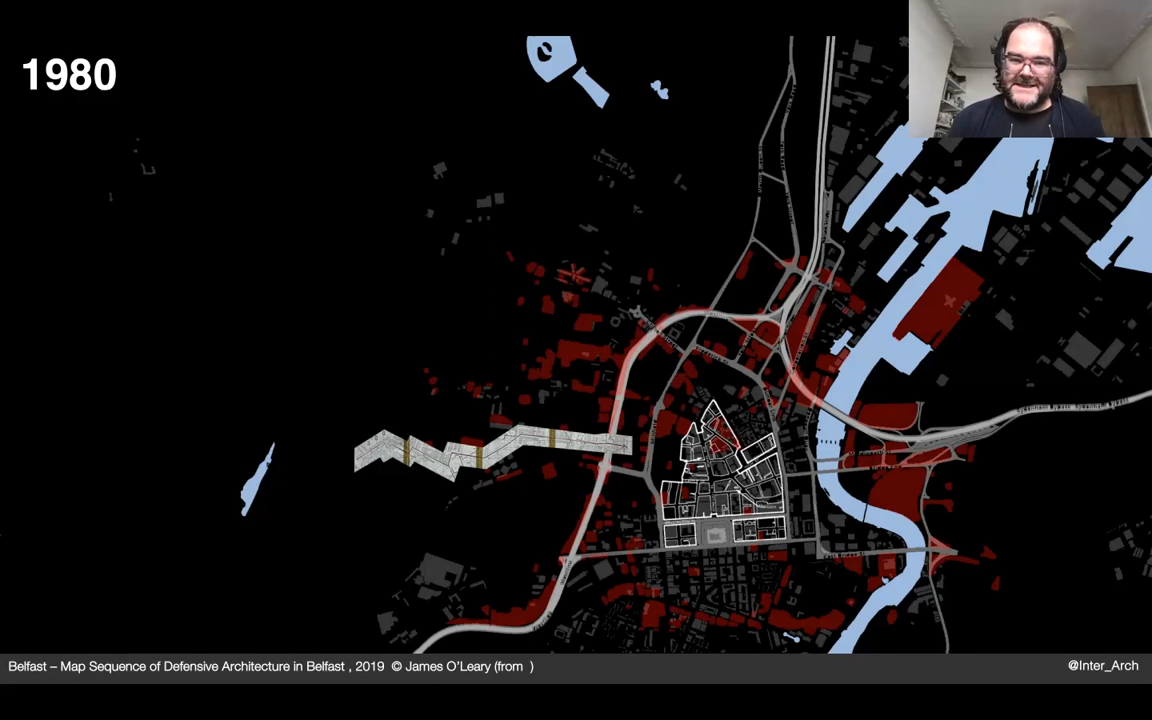 1980
Belfast – Map Sequence of Defensive Architecture in Belfast , 2019 © James O'Leary (from )
@Inter_Arch